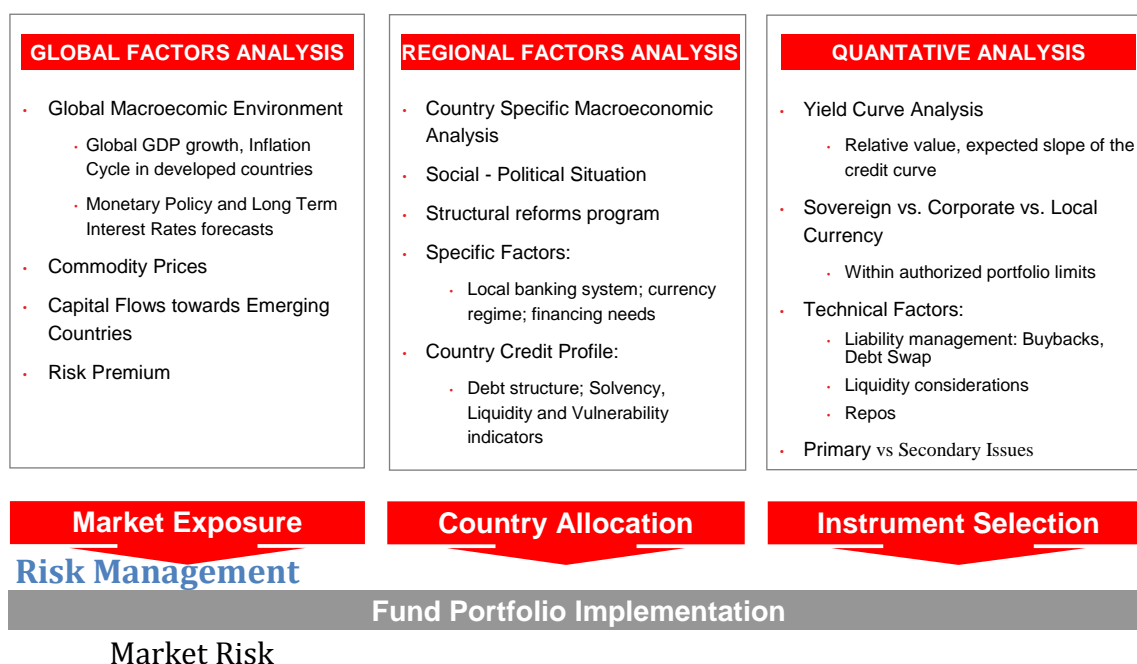 GLOBAL FACTORS ANALYSIS
• Global Macroecomic Environment
• Global GDP growth, Inflation
Cycle in developed countries
• Monetary Policy and Long Term
Interest Rates forecasts
• Commodity Prices
• Capital Flows towards Emerging
Countries
• Risk Premium
REGIONAL FACTORS ANALYSIS
• Country Specific Macroeconomic
Analysis
• Social - Political Situation
• Structural reforms program
• Specific Factors:
• Local banking system; currency
regime; financing needs
• Country Credit Profile:
• Debt structure; Solvency,
Liquidity and Vulnerability
indicators
QUANTATIVE ANALYSIS
• Yield Curve Analysis
• Relative value, expected slope of the
credit curve
• Sovereign vs. Corporate vs. Local
Currency
• Within authorized portfolio limits
• Technical Factors:
• Liability management: Buybacks,
Debt Swap
• Liquidity considerations
• Repos
• Primary vs Secondary Issues
Market Exposure
Country Allocation
Instrument Selection
Risk Management
Fund Portfolio Implementation
Market Risk